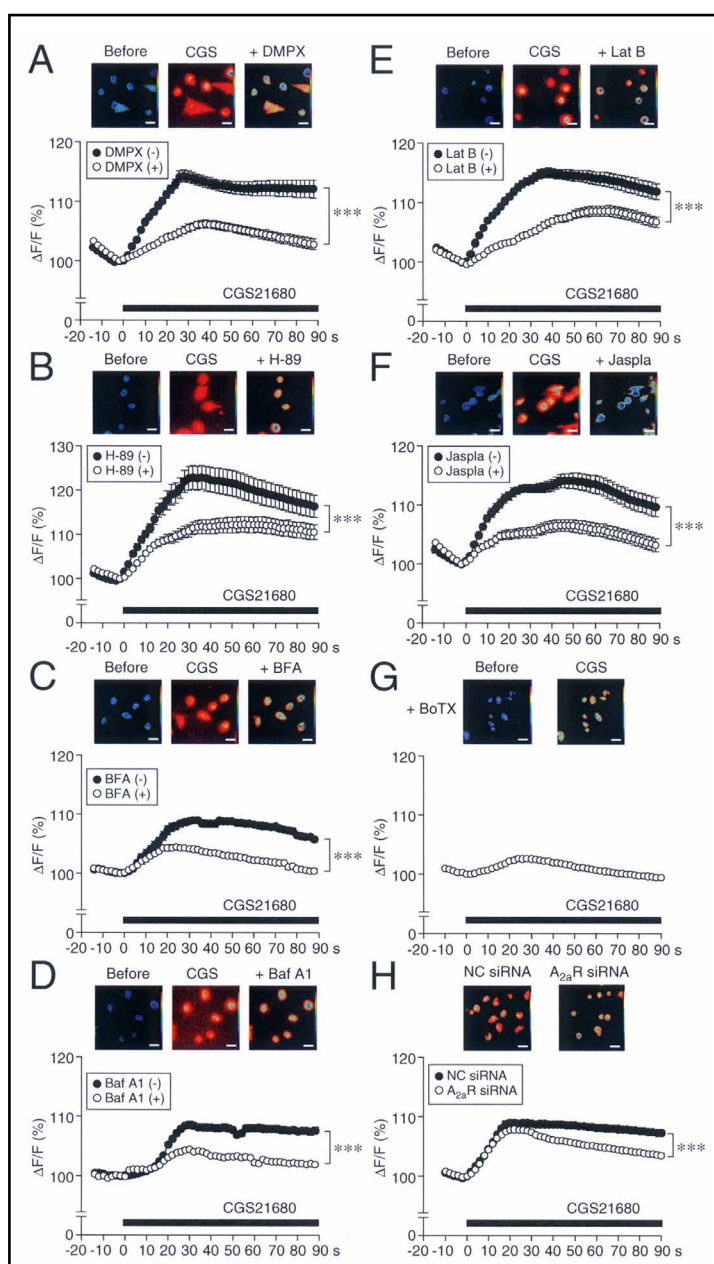 A
Before CGS + DMPX
120
110
100
0
ΔF/F (%)
DMPX (-)
DMPX (+)
***
CGS21680
-20 -10 0 10 20 30 40 50 60 70 80 90 s
B
Before CGS + H-89
130
120
110
100
0
ΔF/F (%)
H-89 (-)
H-89 (+)
***
CGS21680
-20 -10 0 10 20 30 40 50 60 70 80 90 s
C
Before CGS + BFA
120
110
100
0
ΔF/F (%)
BFA (-)
BFA (+)
***
CGS21680
-20 -10 0 10 20 30 40 50 60 70 80 90 s
D
Before CGS + Baf A1
120
110
100
0
ΔF/F (%)
Baf A1 (-)
Baf A1 (+)
***
CGS21680
-20 -10 0 10 20 30 40 50 60 70 80 90 s
E
Before CGS + Lat B
120
110
100
0
ΔF/F (%)
Lat B (-)
Lat B (+)
***
CGS21680
-20 -10 0 10 20 30 40 50 60 70 80 90 s
F
Before CGS + Jaspla
120
110
100
0
ΔF/F (%)
Jaspla (-)
Jaspla (+)
***
CGS21680
-20 -10 0 10 20 30 40 50 60 70 80 90 s
G
Before CGS
+ BoTX
120
110
100
0
ΔF/F (%)
CGS21680
-20 -10 0 10 20 30 40 50 60 70 80 90 s
H
NC siRNA A2aR siRNA
120
110
100
0
ΔF/F (%)
NC siRNA
A2aR siRNA
***
CGS21680
-20 -10 0 10 20 30 40 50 60 70 80 90 s